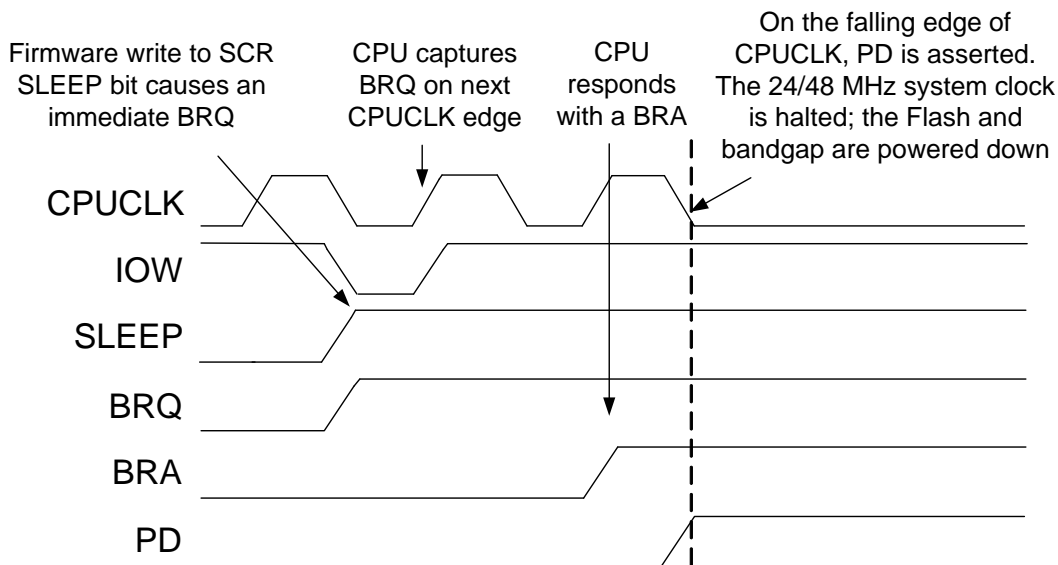 Firmware write to SCR
SLEEP bit causes an
immediate BRQ
CPU captures
BRQ on next
CPUCLK edge
CPU
responds
with a BRA
On the falling edge of
CPUCLK, PD is asserted.
The 24/48 MHz system clock
is halted; the Flash and
bandgap are powered down
CPUCLK
IOW
SLEEP
BRQ
BRA
PD